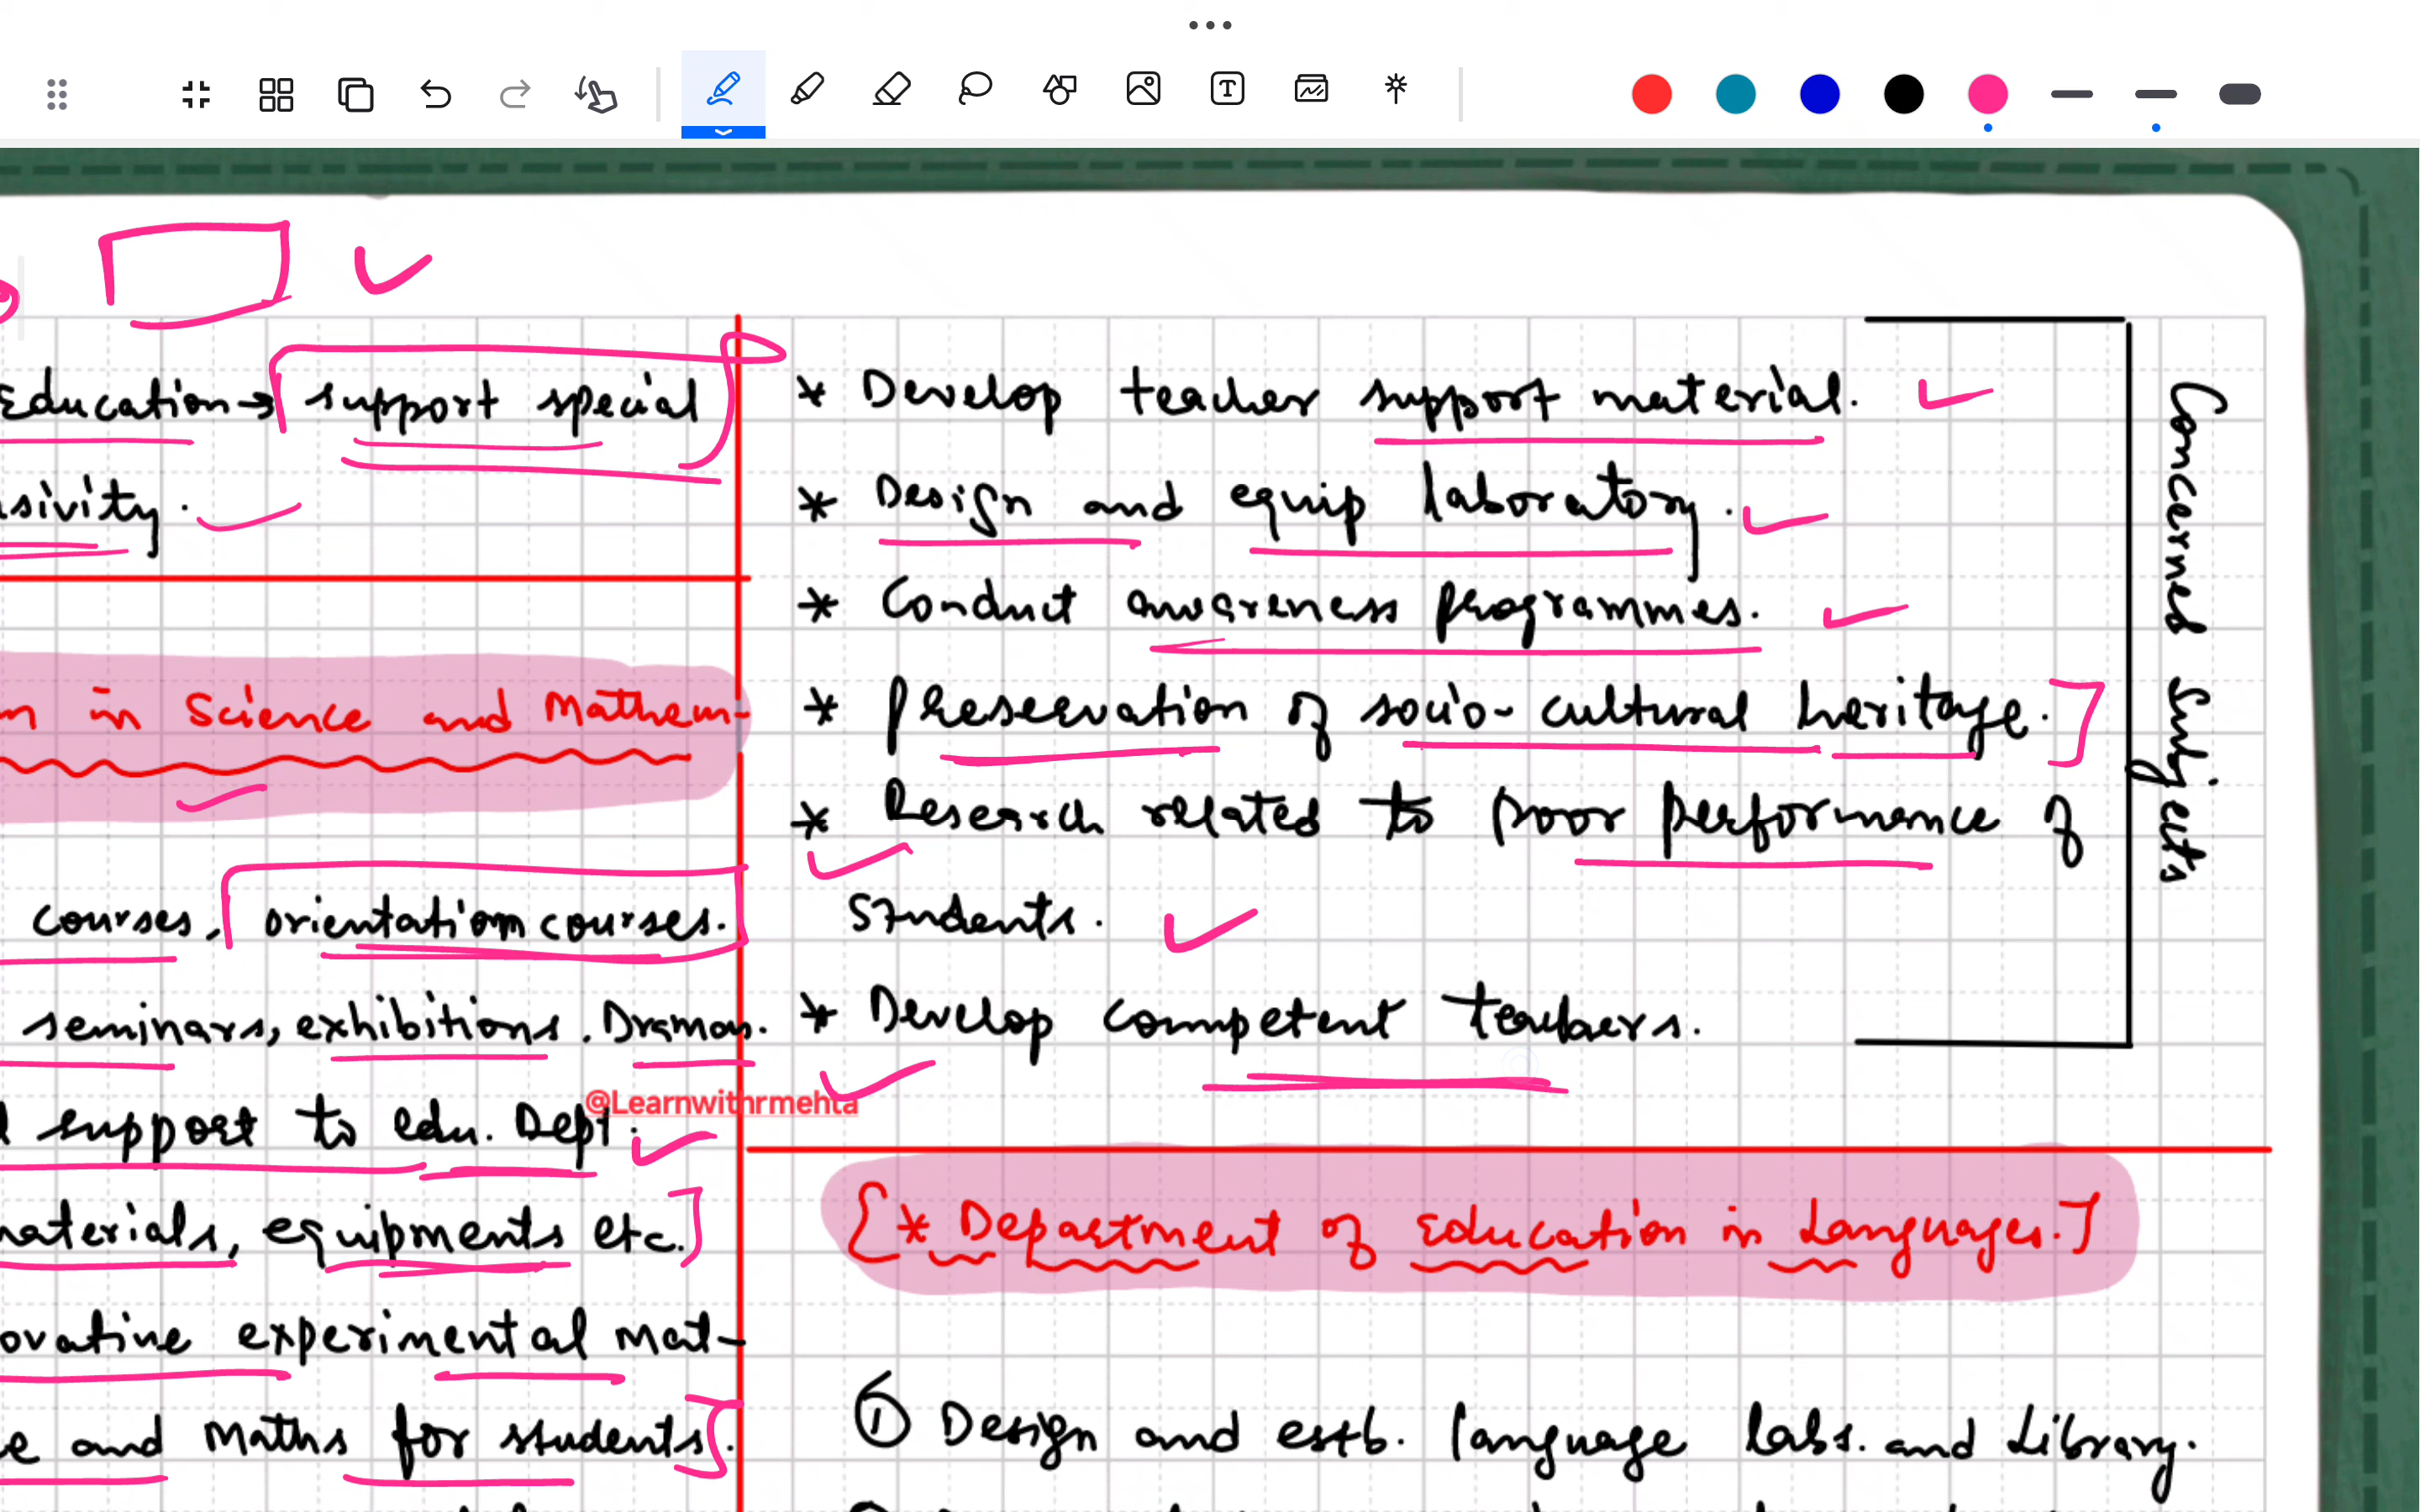 Education → support special
sivity.
in Science and Mathem-
courses, orientation courses.
seminars, exhibitions, Dramas.
support to edu. Dept.
materials, equipments etc.
ovative experimental mat-
e and Maths for students.
* Develop teacher support material.
* Design and equip laboratory.
* Conduct awareness programmes.
* Preservation of socio-cultural heritage.
* Research related to poor performance of
Students.
* Develop competent teachers.
Concerned Subjects
@Learnwithrmehta
{* Department of Education in Languages.]
① Design and estb. language labs. and Library.